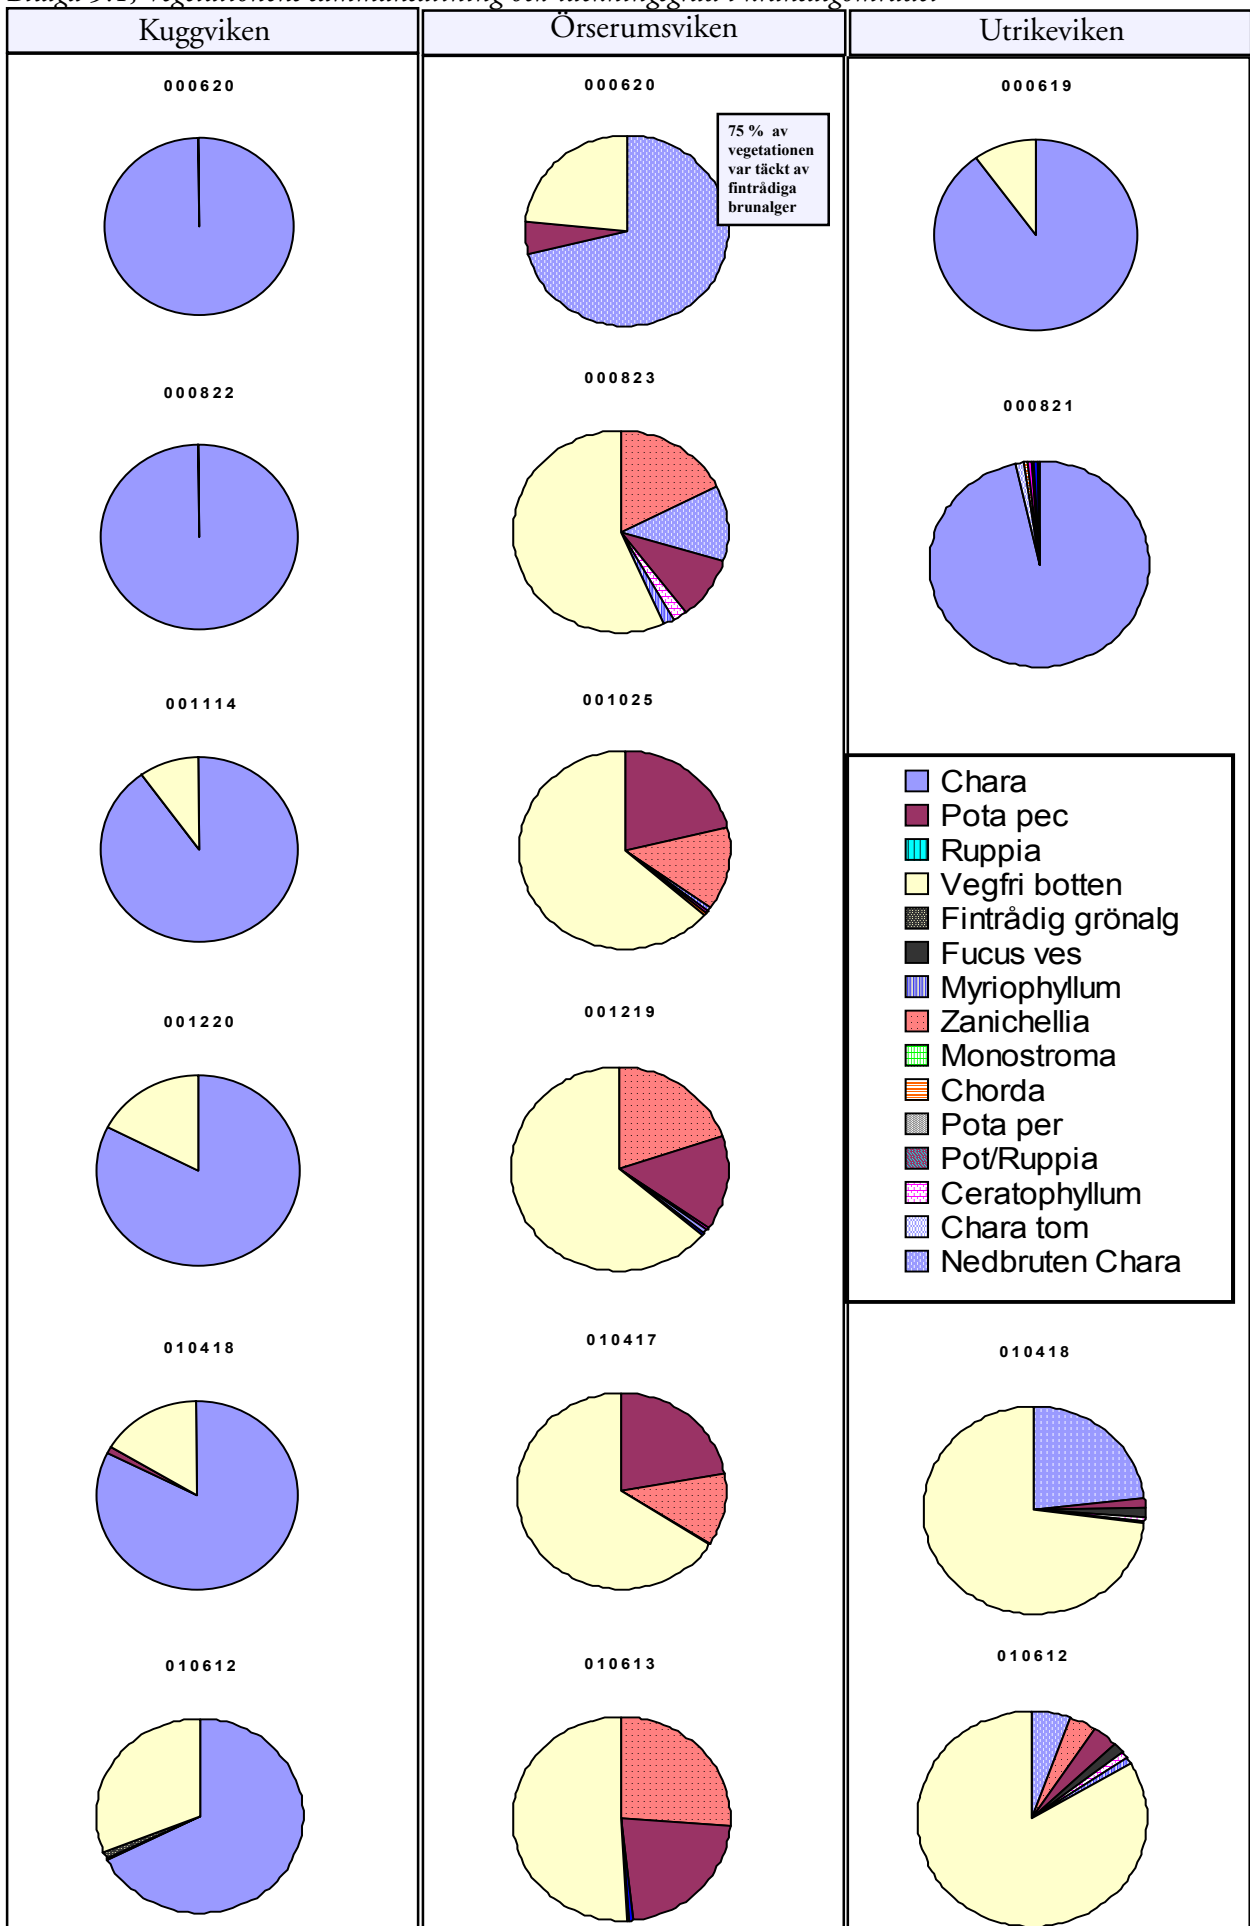 Kuggviken
Örserumsviken
Utrikeviken
000620
000620
75 % av
vegetationen
var täckt av
fintrådiga
brunalger
000619
000822
000823
000821
001114
001025
Chara
Pota pec
Ruppia
Vegfri botten
Fintrådig grönalg
Fucus ves
Myriophyllum
Zanichellia
Monostroma
Chorda
Pota per
Pot/Ruppia
Ceratophyllum
Chara tom
Nedbruten Chara
001220
001219
010418
010417
010418
010612
010613
010612